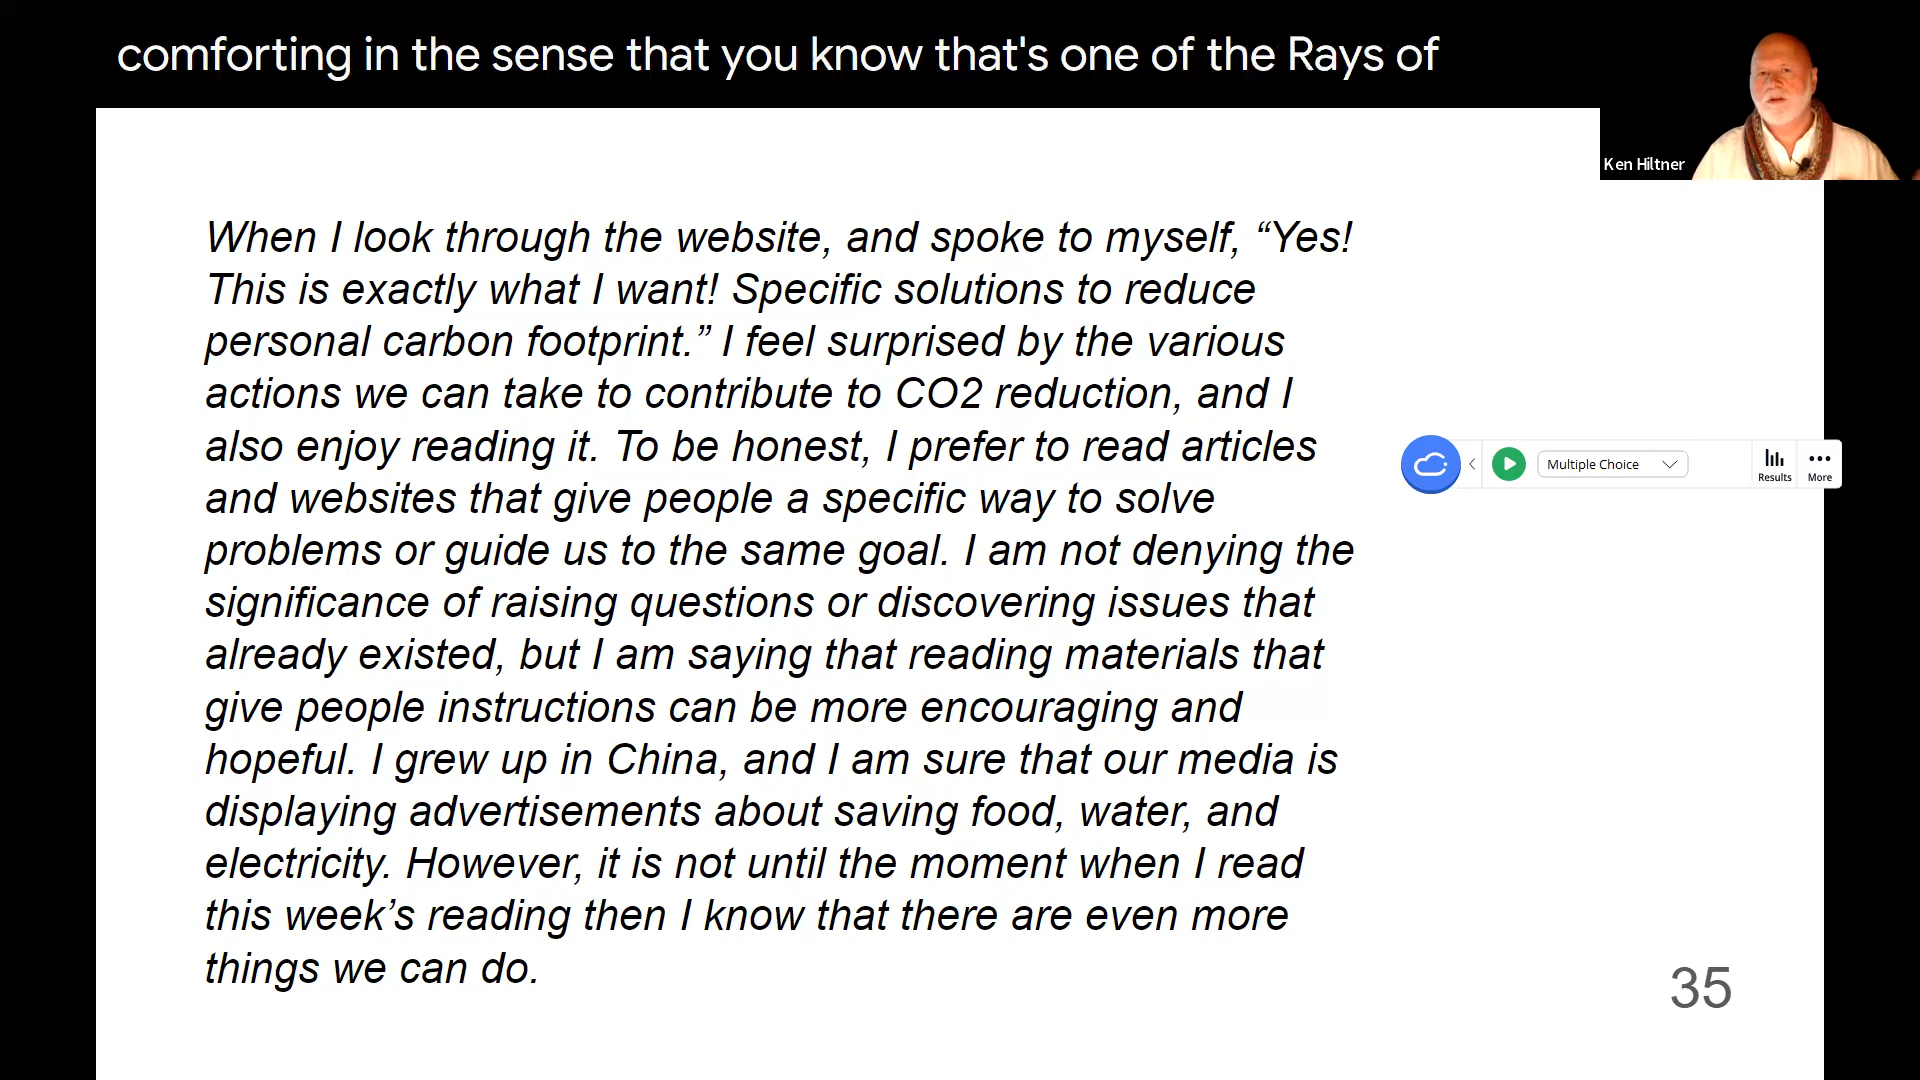 comforting in the sense that you know that's one of the Rays of
Ken Hiltner
When I look through the website, and spoke to myself, “Yes!
This is exactly what I want! Specific solutions to reduce
personal carbon footprint.” I feel surprised by the various
actions we can take to contribute to CO2 reduction, and I
also enjoy reading it. To be honest, I prefer to read articles
and websites that give people a specific way to solve
problems or guide us to the same goal. I am not denying the
significance of raising questions or discovering issues that
already existed, but I am saying that reading materials that
give people instructions can be more encouraging and
hopeful. I grew up in China, and I am sure that our media is
displaying advertisements about saving food, water, and
electricity. However, it is not until the moment when I read
this week’s reading then I know that there are even more
things we can do.
Multiple Choice
Results
More
35